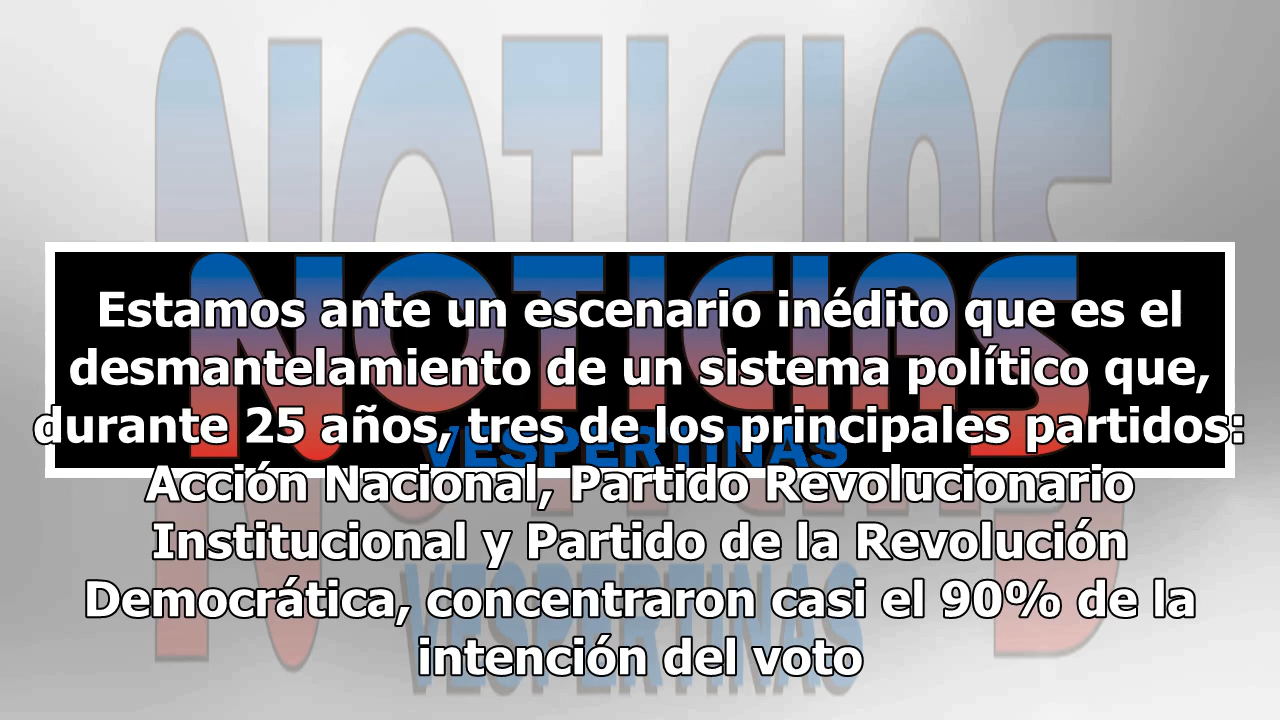 NOTICIAS
NOTICIAS
VESPERTINAS
Estamos ante un escenario inédito que es el
desmantelamiento de un sistema político que,
durante 25 años, tres de los principales partidos:
Acción Nacional, Partido Revolucionario
Institucional y Partido de la Revolución
Democrática, concentraron casi el 90% de la
intención del voto
VESPERTINAS